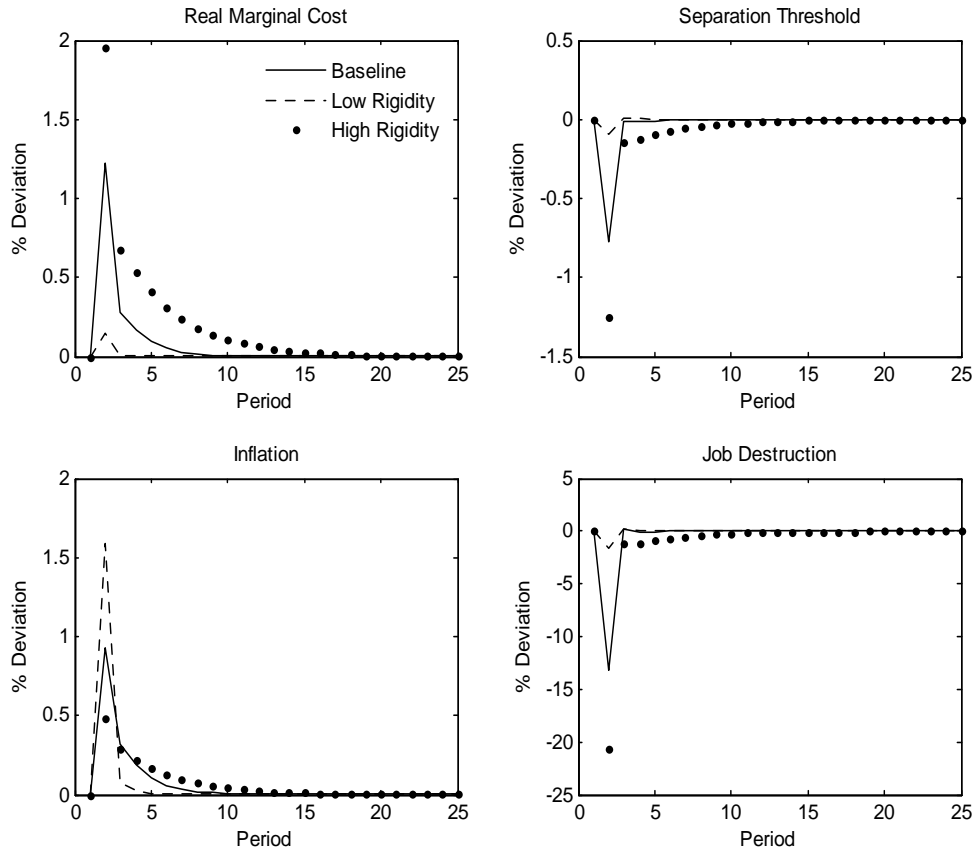 Real Marginal Cost
2
1.5
1
0.5
0
% Deviation
Baseline
Low Rigidity
High Rigidity
0 5 10 15 20 25
Period
Separation Threshold
0.5
0
-0.5
-1
-1.5
% Deviation
0 5 10 15 20 25
Period
Inflation
2
1.5
1
0.5
0
% Deviation
0 5 10 15 20 25
Period
Job Destruction
5
0
-5
-10
-15
-20
-25
% Deviation
0 5 10 15 20 25
Period